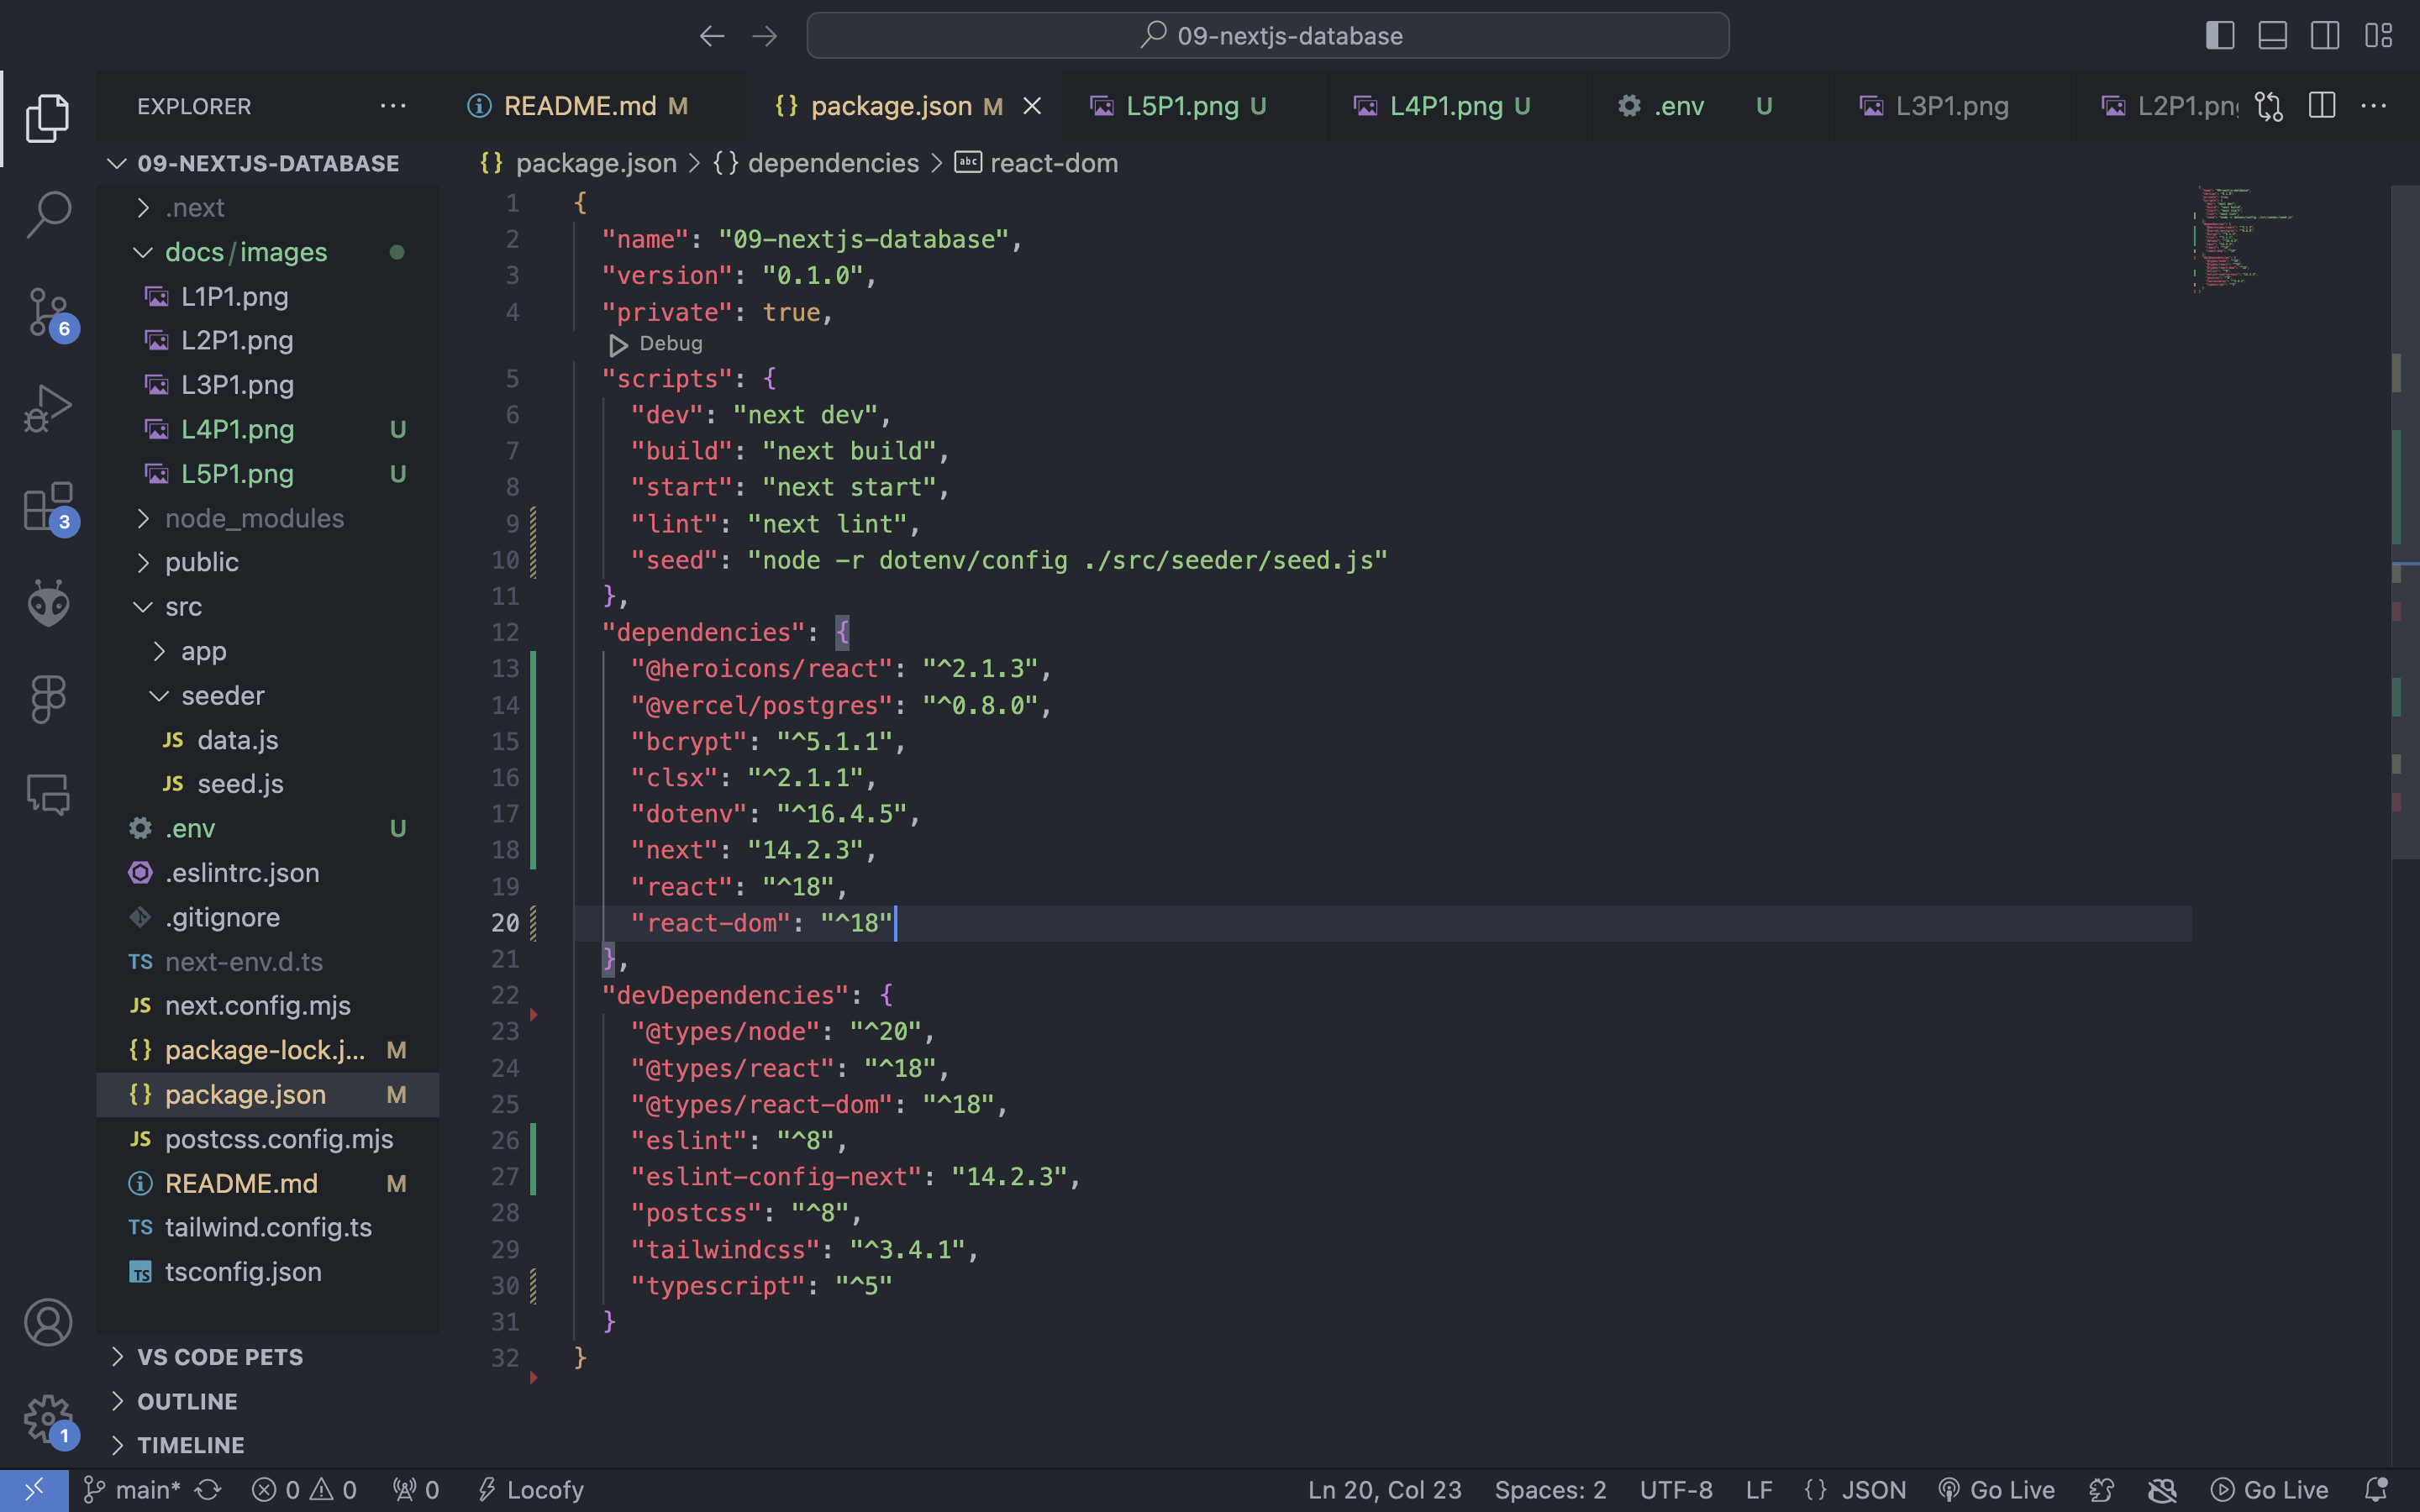 09-nextjs-database
EXPLORER
README.md M
{} package.json M
L5P1.png U
L4P1.png U
.env U
L3P1.png
L2P1.pn
09-NEXTJS-DATABASE
{} package.json > {} dependencies > abc react-dom
.next
docs/images
L1P1.png
L2P1.png
L3P1.png
L4P1.png U
L5P1.png U
node_modules
public
src
app
seeder
JS data.js
JS seed.js
.env U
.eslintrc.json
.gitignore
TS next-env.d.ts
JS next.config.mjs
{} package-lock.j... M
{} package.json M
JS postcss.config.mjs
README.md M
TS tailwind.config.ts
TS tsconfig.json
VS CODE PETS
OUTLINE
TIMELINE
6
3
1
1 {
2 "name": "09-nextjs-database",
3 "version": "0.1.0",
4 "private": true,
Debug
5 "scripts": {
6 "dev": "next dev",
7 "build": "next build",
8 "start": "next start",
9 "lint": "next lint",
10 "seed": "node -r dotenv/config ./src/seeder/seed.js"
11 },
12 "dependencies": {
13 "@heroicons/react": "^2.1.3",
14 "@vercel/postgres": "^0.8.0",
15 "bcrypt": "^5.1.1",
16 "clsx": "^2.1.1",
17 "dotenv": "^16.4.5",
18 "next": "14.2.3",
19 "react": "^18",
20 "react-dom": "^18"
21 },
22 "devDependencies": {
23 "@types/node": "^20",
24 "@types/react": "^18",
25 "@types/react-dom": "^18",
26 "eslint": "^8",
27 "eslint-config-next": "14.2.3",
28 "postcss": "^8",
29 "tailwindcss": "^3.4.1",
30 "typescript": "^5"
31 }
32 }
main* 0 0 0 Locofy
Ln 20, Col 23 Spaces: 2 UTF-8 LF {} JSON Go Live Go Live